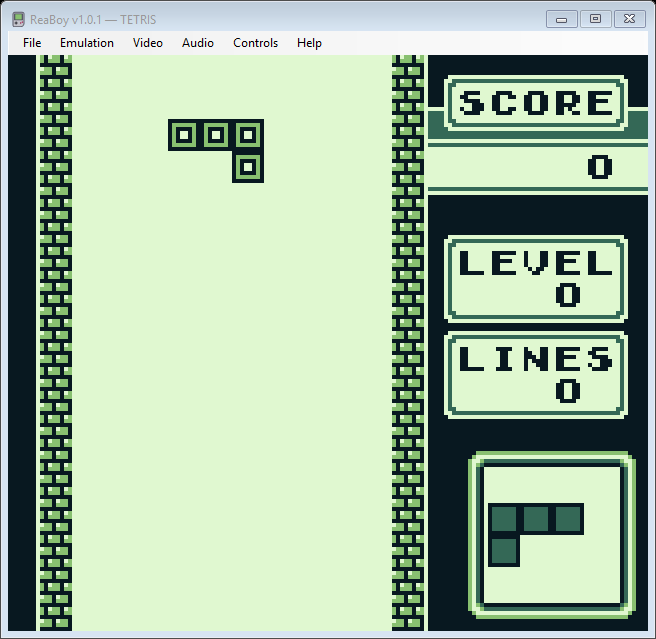 ReaBoy v1.0.1 — TETRIS
File Emulation Video Audio Controls Help
SCORE
0
LEVEL
0
LINES
0